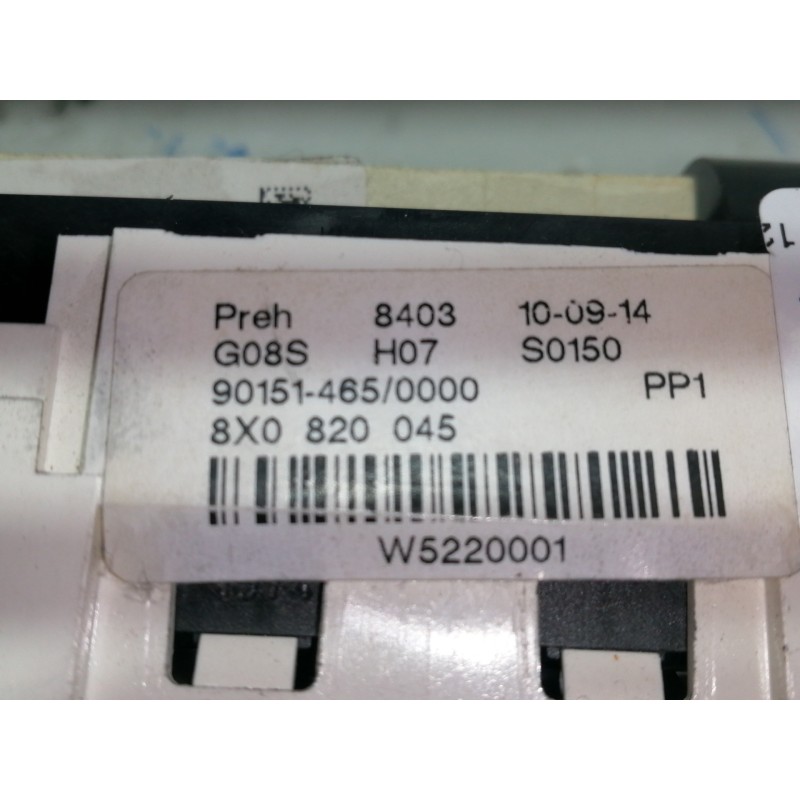 Preh 8403 10-09-14
G08S H07 S0150
90151-465/0000 PP1
8X0 820 045
W5220001